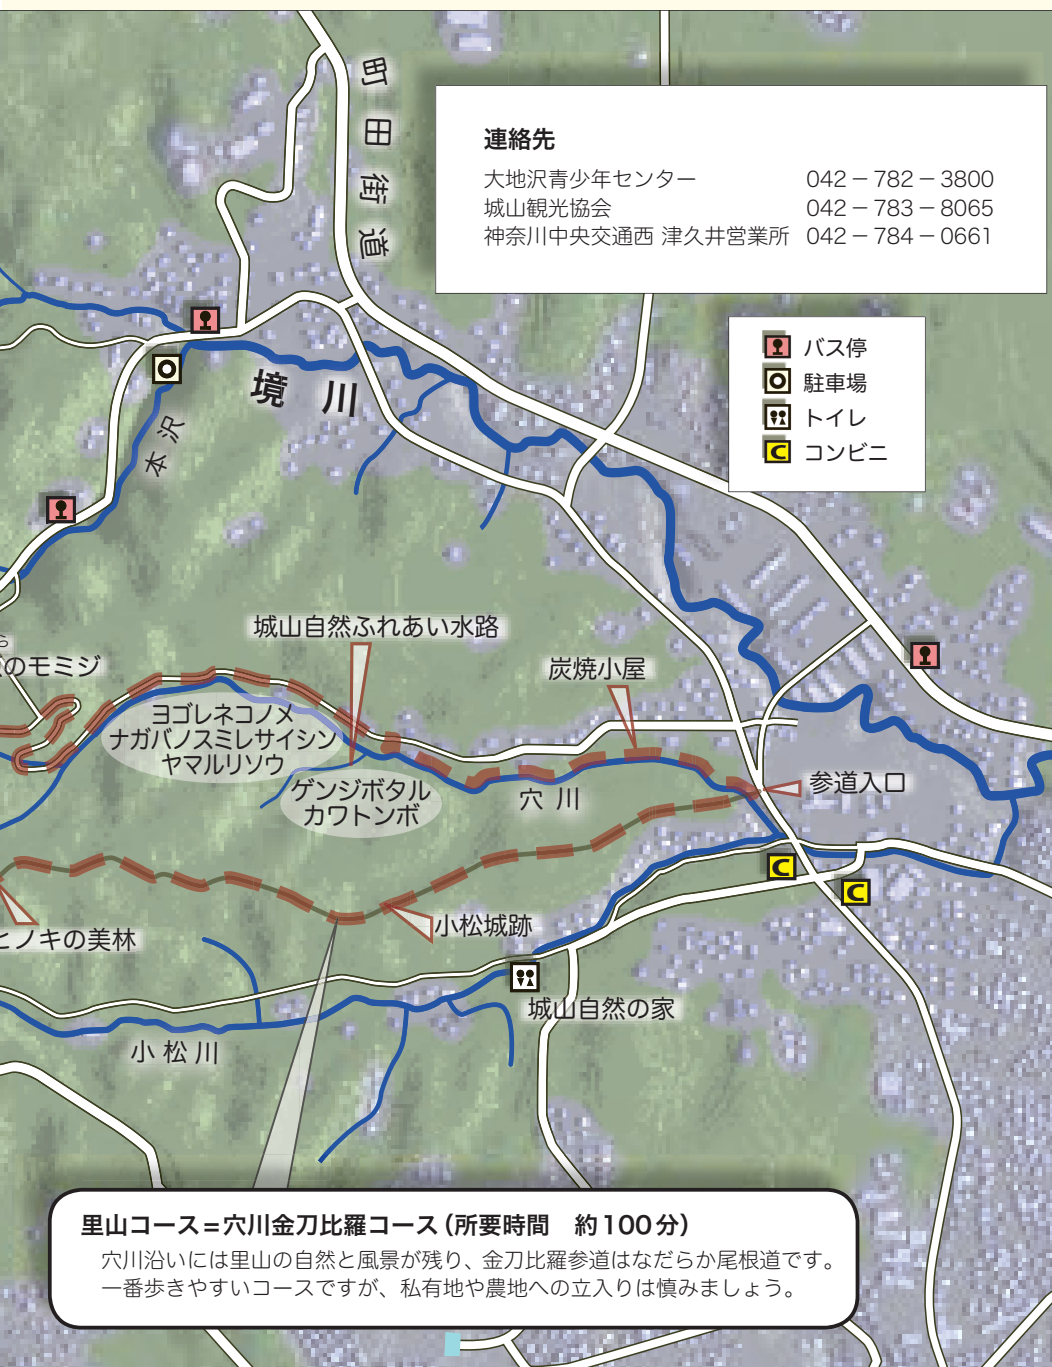 町田街道
連絡先
大地沢青少年センター 042－782－3800
城山観光協会 042－783－8065
神奈川中央交通西 津久井営業所 042－784－0661
バス停
駐車場
トイレ
コンビニ
境川
本沢
城山自然ふれあい水路
炭焼小屋
のモミジ
ヨゴレネコノメ
ナガバノスミレサイシン
ヤマルリソウ
ゲンジボタル
カワトンボ
穴川
参道入口
小松城跡
ヒノキの美林
城山自然の家
小松川
里山コース=穴川金刀比羅コース（所要時間　約100分）
穴川沿いには里山の自然と風景が残り、金刀比羅参道はなだらか尾根道です。
一番歩きやすいコースですが、私有地や農地への立入りは慎みましょう。